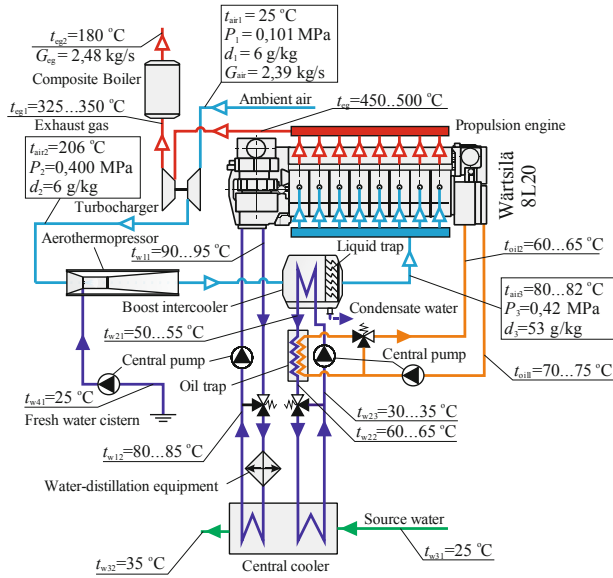 t_eg2=180 °C
G_eg = 2,48 kg/s
Composite Boiler
t_eg1=325...350 °C
Exhaust gas
t_air1 = 25 °C
P_1 = 0,101 MPa
d_1 = 6 g/kg
G_air = 2,39 kg/s
Ambient air
t_eg=450...500 °C
Propulsion engine
Wärtsilä
8L20
t_air2=206 °C
P_2=0,400 MPa
d_2=6 g/kg
Turbocharger
Aerothermopressor
t_w11=90...95 °C
Liquid trap
Boost intercooler
t_oil2=60...65 °C
t_air3=80...82 °C
P_3=0,42 MPa
d_3=53 g/kg
Condensate water
t_w21=50...55 °C
Central pump
Oil trap
Central pump
t_oil1=70...75 °C
t_w41=25 °C
Fresh water cistern
t_w23=30...35 °C
t_w22=60...65 °C
t_w12=80...85 °C
Water-distillation equipment
Source water
t_w32=35 °C
Central cooler
t_w31=25 °C